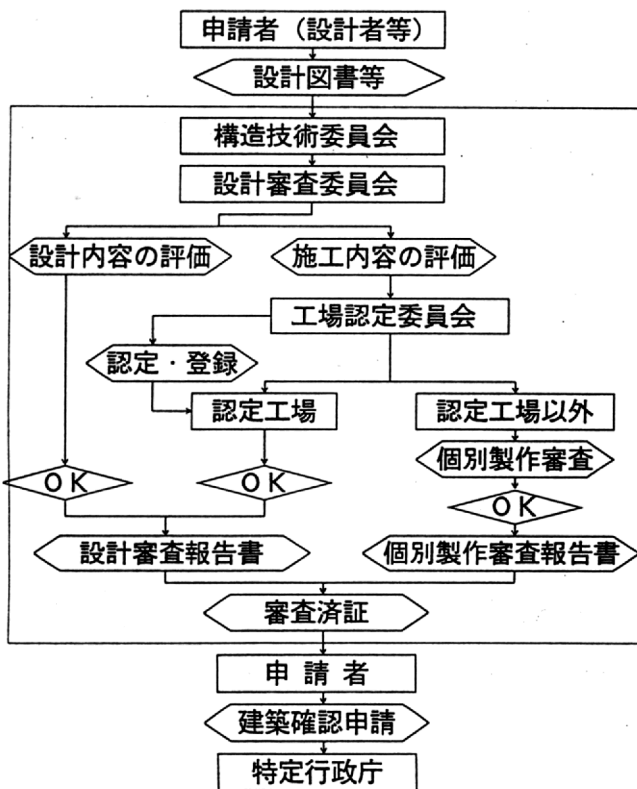 申請者（設計者等）
設計図書等
構造技術委員会
設計審査委員会
設計内容の評価
施工内容の評価
工場認定委員会
認定・登録
認定工場
認定工場以外
個別製作審査
ＯＫ
ＯＫ
ＯＫ
設計審査報告書
個別製作審査報告書
審査済証
申 請 者
建築確認申請
特定行政庁